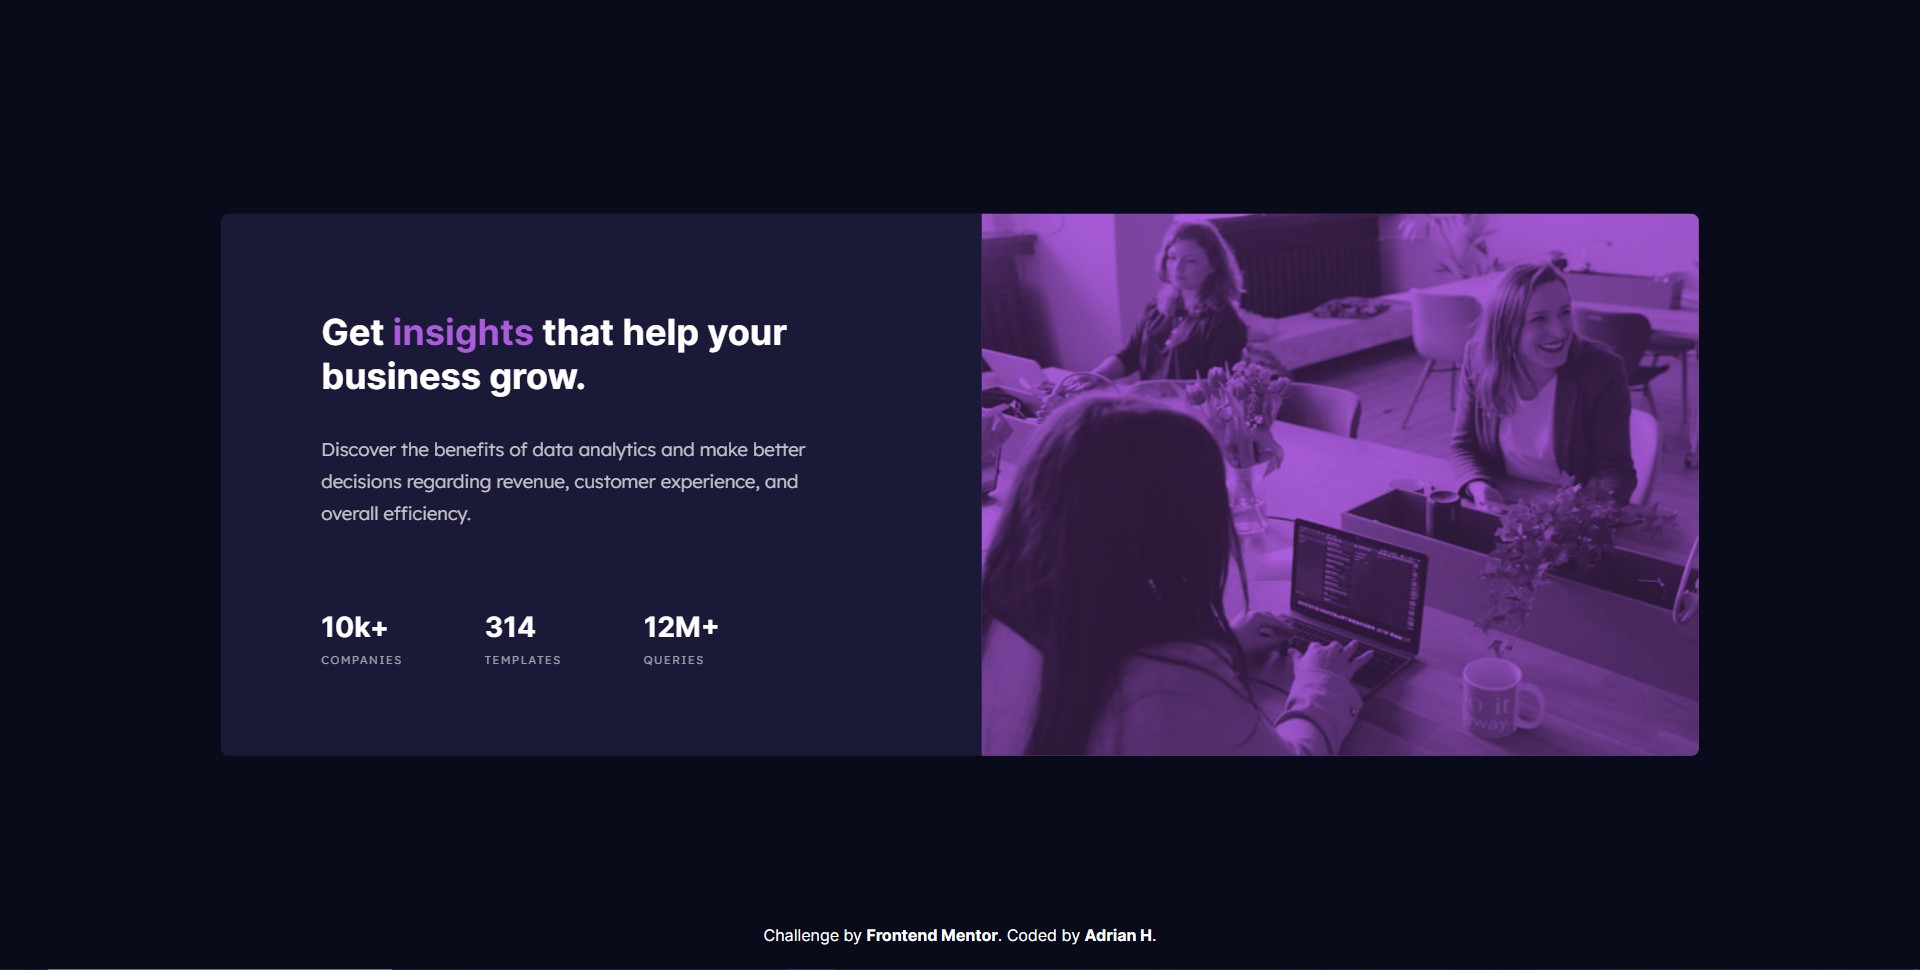 Get insights that help your
business grow.
Discover the benefits of data analytics and make better
decisions regarding revenue, customer experience, and
overall efficiency.
10k+ 314 12M+
COMPANIES TEMPLATES QUERIES
Challenge by Frontend Mentor. Coded by Adrian H.